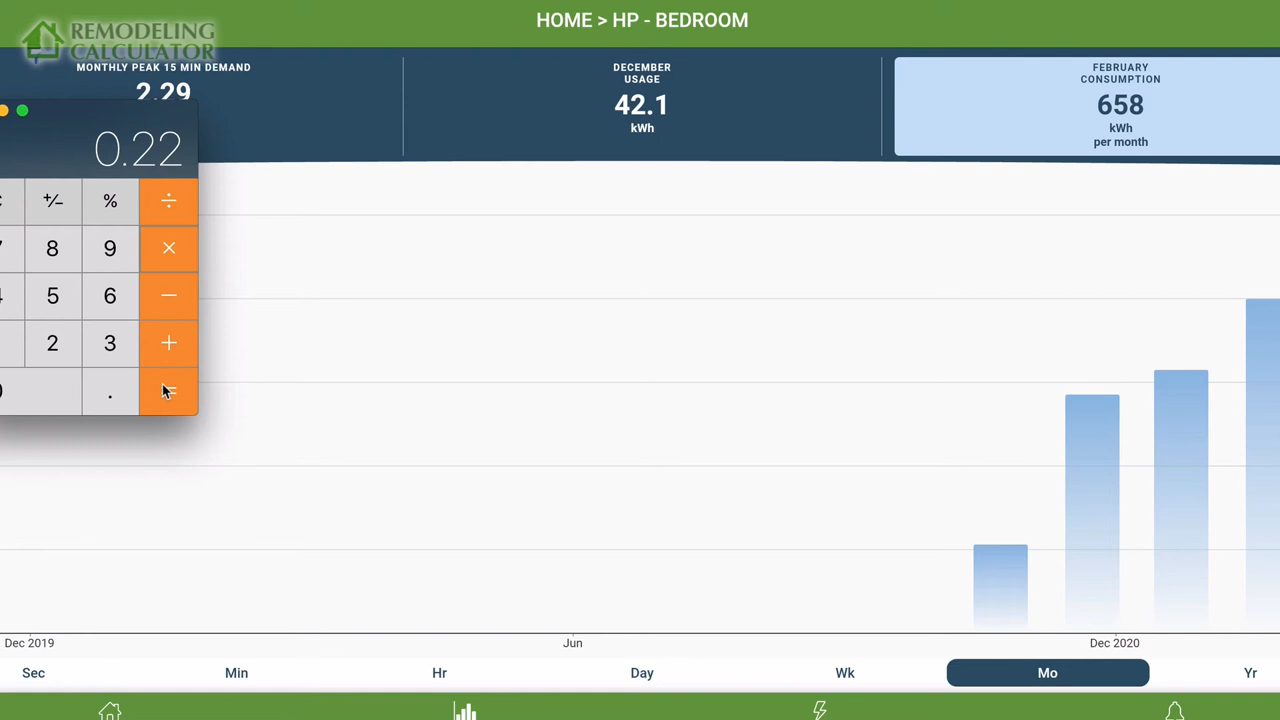 HOME > HP - BEDROOM
REMODELING
CALCULATOR
MONTHLY PEAK 15 MIN DEMAND
2.29
DECEMBER
USAGE
42.1
kWh
FEBRUARY
CONSUMPTION
658
kWh
per month
0.22
+/− % ÷
8 9 ×
5 6 −
2 3 +
. =
Dec 2019 Jun Dec 2020
Sec Min Hr Day Wk Mo Yr